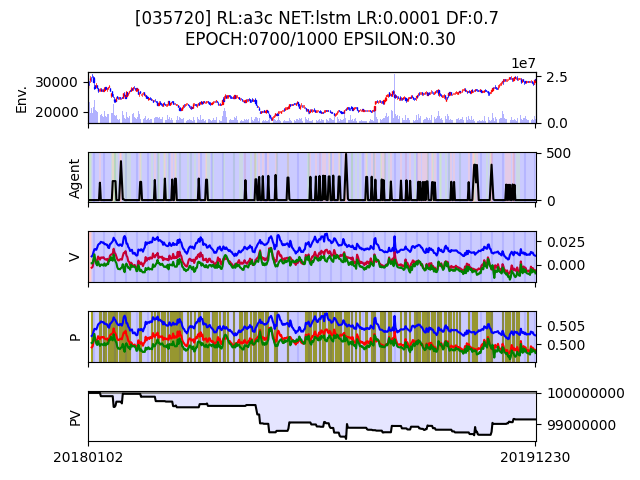 [035720] RL:a3c NET:lstm LR:0.0001 DF:0.7
EPOCH:0700/1000 EPSILON:0.30
1e7
Env.
30000
20000
2.5
0.0
Agent
500
0
V
0.025
0.000
P
0.505
0.500
PV
100000000
99000000
20180102
20191230